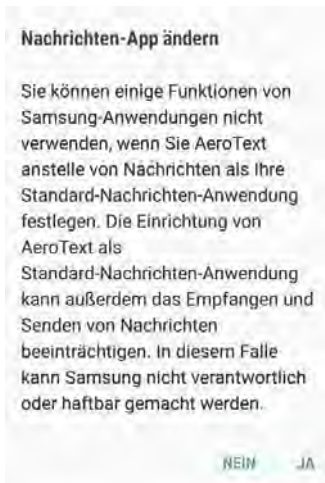 Nachrichten-App ändern
Sie können einige Funktionen von
Samsung-Anwendungen nicht
verwenden, wenn Sie AeroText
anstelle von Nachrichten als Ihre
Standard-Nachrichten-Anwendung
festlegen. Die Einrichtung von
AeroText als
Standard-Nachrichten-Anwendung
kann außerdem das Empfangen und
Senden von Nachrichten
beeinträchtigen. In diesem Falle
kann Samsung nicht verantwortlich
oder haftbar gemacht werden.
NEIN JA